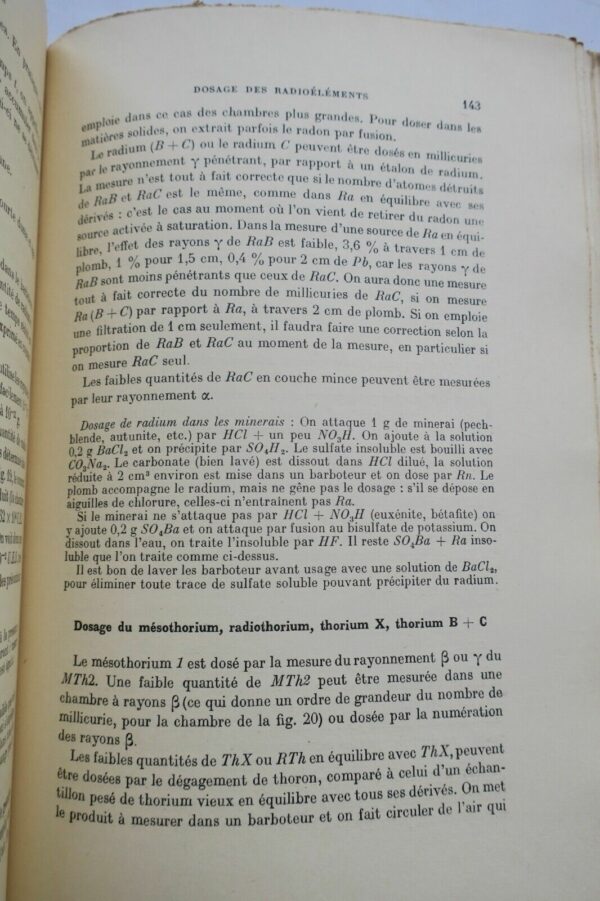 DOSAGE DES RADIOÉLÉMENTS
143
emploie dans ce cas des chambres plus grandes. Pour doser dans les
matières solides, on extrait parfois le radon par fusion.
Le radium (B + C) ou le radium C peuvent être dosés en millicuries
par le rayonnement γ pénétrant, par rapport à un étalon de radium.
La mesure n'est tout à fait correcte que si le nombre d'atomes détruits
de RaB et RaC est le même, comme dans Ra en équilibre avec ses
dérivés : c'est le cas au moment où l'on vient de retirer du radon une
source activée à saturation. Dans la mesure d'une source de Ra en équi-
libre, l'effet des rayons γ de RaB est faible, 3,6 % à travers 1 cm de
plomb, 1 % pour 1,5 cm, 0,4 % pour 2 cm de Pb, car les rayons γ de
RaB sont moins pénétrants que ceux de RaC. On aura donc une mesure
tout à fait correcte du nombre de millicuries de RaC, si on mesure
Ra (B + C) par rapport à Ra, à travers 2 cm de plomb. Si on emploie
une filtration de 1 cm seulement, il faudra faire une correction selon la
proportion de RaB et RaC au moment de la mesure, en particulier si
on mesure RaC seul.
Les faibles quantités de RaC en couche mince peuvent être mesurées
par leur rayonnement α.
Dosage de radium dans les minerais : On attaque 1 g de minerai (pech-
blende, autunite, etc.) par HCl + un peu NO₃H. On ajoute à la solution
0,2 g BaCl₂ et on précipite par SO₄H₂. Le sulfate insoluble est bouilli avec
CO₃Na₂. Le carbonate (bien lavé) est dissout dans HCl dilué, la solution
réduite à 2 cm³ environ est mise dans un barboteur et on dose par Rn. Le
plomb accompagne le radium, mais ne gêne pas le dosage : s'il se dépose en
aiguilles de chlorure, celles-ci n'entraînent pas Ra.
Si le minerai ne s'attaque pas par HCl + NO₃H (euxénite, bétafite) on
y ajoute 0,2 g SO₄Ba et on attaque par fusion au bisulfate de potassium. On
dissout dans l'eau, on traite l'insoluble par HF. Il reste SO₄Ba + Ra inso-
luble que l'on traite comme ci-dessus.
Il est bon de laver les barboteur avant usage avec une solution de BaCl₂,
pour éliminer toute trace de sulfate soluble pouvant précipiter du radium.
Dosage du mésothorium, radiothorium, thorium X, thorium B + C
Le mésothorium 1 est dosé par la mesure du rayonnement β ou γ du
MTh2. Une faible quantité de MTh2 peut être mesurée dans une
chambre à rayons β (ce qui donne un ordre de grandeur du nombre de
millicurie, pour la chambre de la fig. 20) ou dosée par la numération
des rayons β.
Les faibles quantités de ThX ou RTh en équilibre avec ThX, peuvent
être dosées par le dégagement de thoron, comparé à celui d'un échan-
tillon pesé de thorium vieux en équilibre avec tous ses dérivés. On met
le produit à mesurer dans un barboteur et on fait circuler de l'air qui